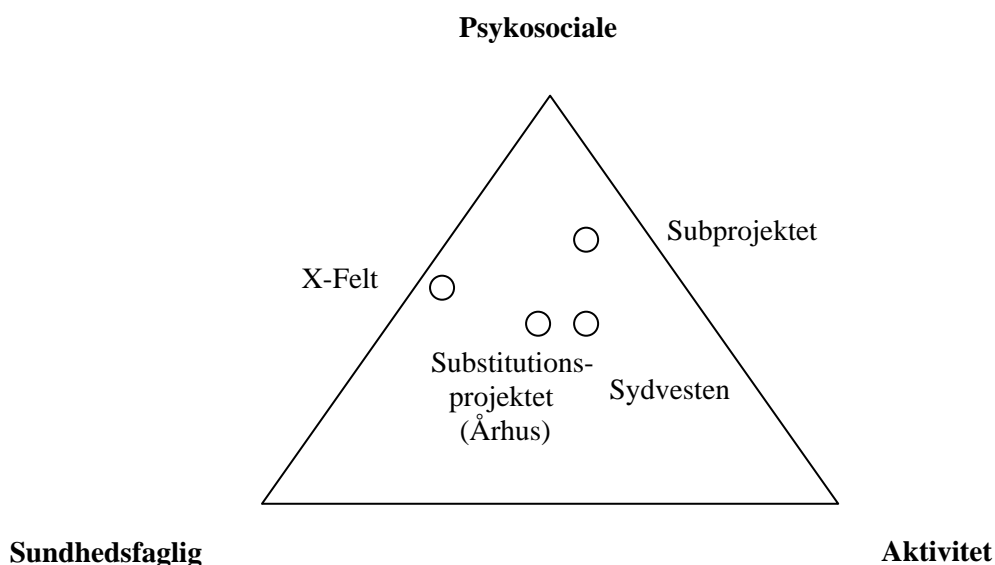 Psykosociale
Subprojektet
X-Felt
Substitutions-
projektet
(Århus)
Sydvesten
Sundhedsfaglig
Aktivitet